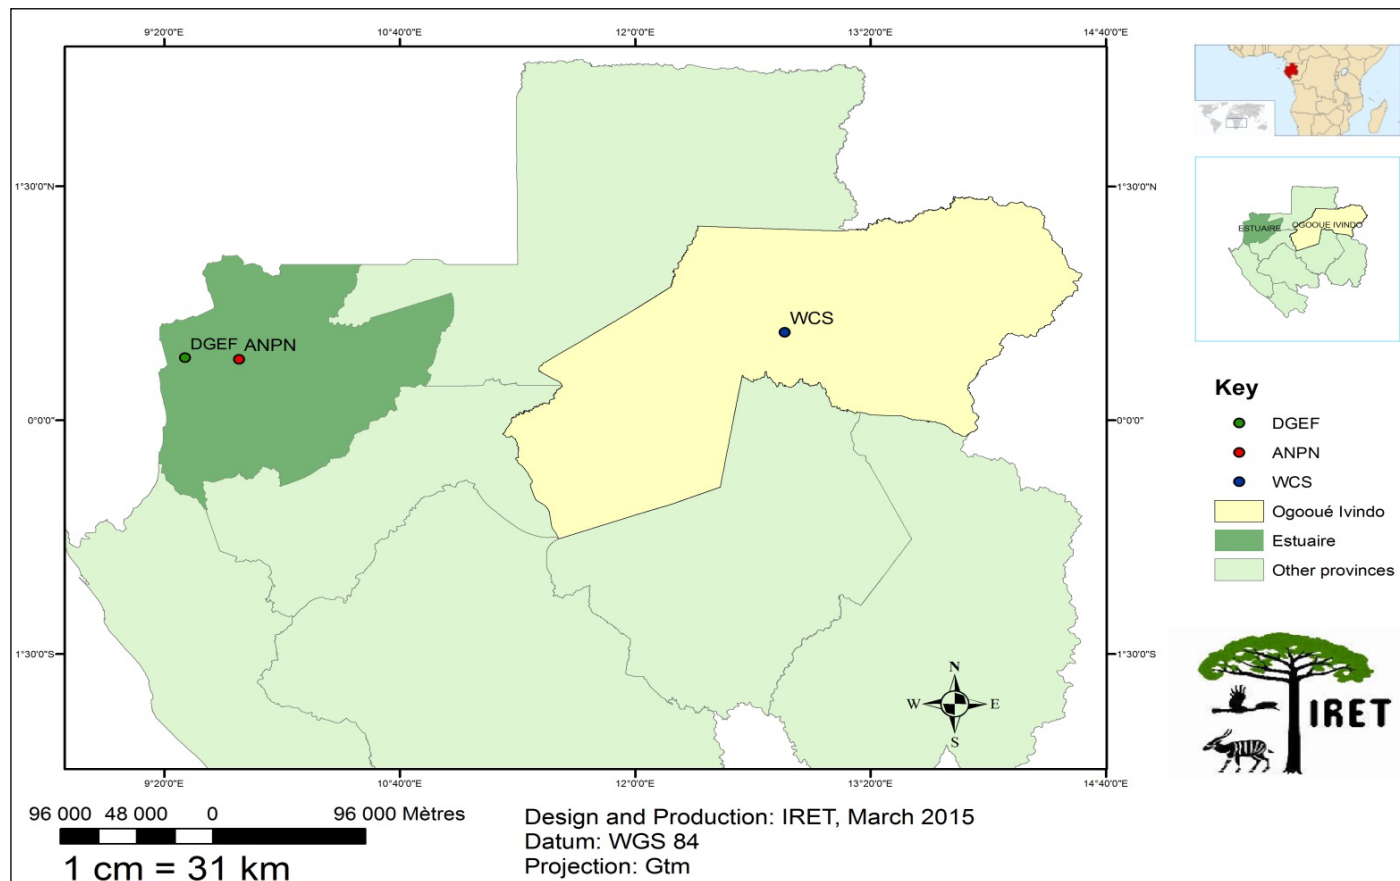 9°20'0"E 10°40'0"E 12°0'0"E 13°20'0"E 14°40'0"E
1°30'0"N 1°30'0"N
ESTUAIRE OGOOUE IVINDO
WCS
DGEF ANPN
0°0'0" 0°0'0"
1°30'0"S 1°30'0"S
N
W E
S
9°20'0"E 10°40'0"E 12°0'0"E 13°20'0"E 14°40'0"E
Key
DGEF
ANPN
WCS
Ogooué Ivindo
Estuaire
Other provinces
IRET
96 000 48 000 0 96 000 Mètres
1 cm = 31 km
Design and Production: IRET, March 2015
Datum: WGS 84
Projection: Gtm